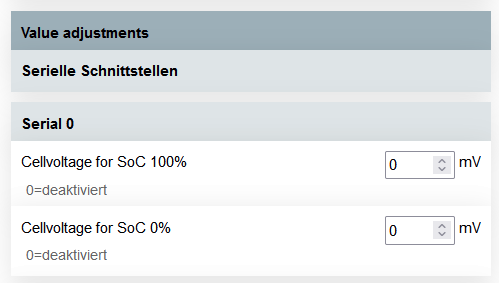 Value adjustments
Serielle Schnittstellen
Serial 0
Cellvoltage for SoC 100% 0 mV
0=deaktiviert
Cellvoltage for SoC 0% 0 mV
0=deaktiviert